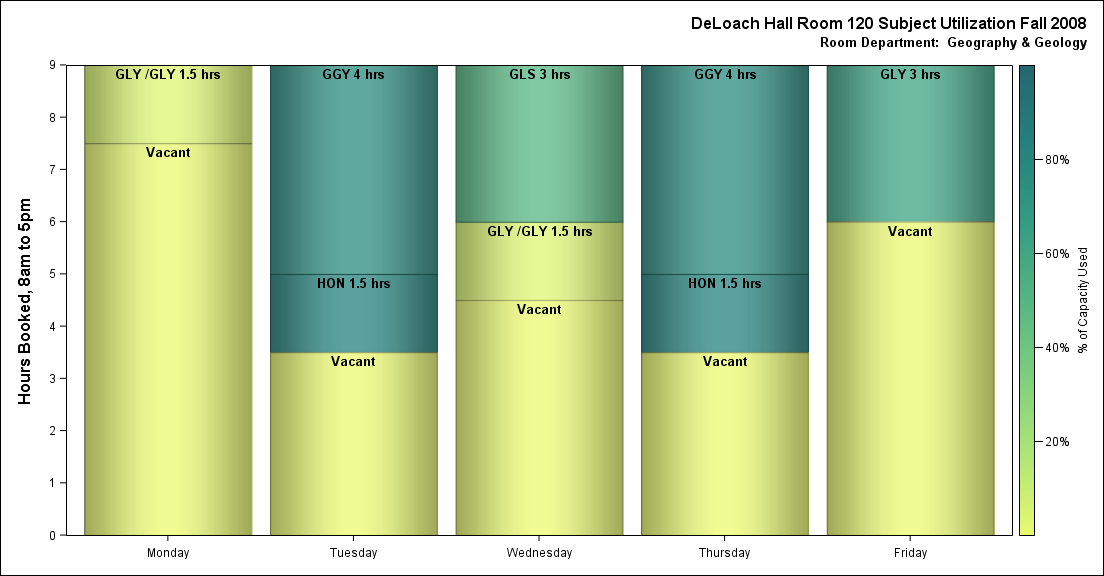 DeLoach Hall Room 120 Subject Utilization Fall 2008
Room Department: Geography & Geology
Hours Booked, 8am to 5pm
9
8
7
6
5
4
3
2
1
0
GLY /GLY 1.5 hrs
Vacant
GGY 4 hrs
HON 1.5 hrs
Vacant
GLS 3 hrs
GLY /GLY 1.5 hrs
Vacant
GGY 4 hrs
HON 1.5 hrs
Vacant
GLY 3 hrs
Vacant
Monday
Tuesday
Wednesday
Thursday
Friday
80%
60%
40%
20%
% of Capacity Used